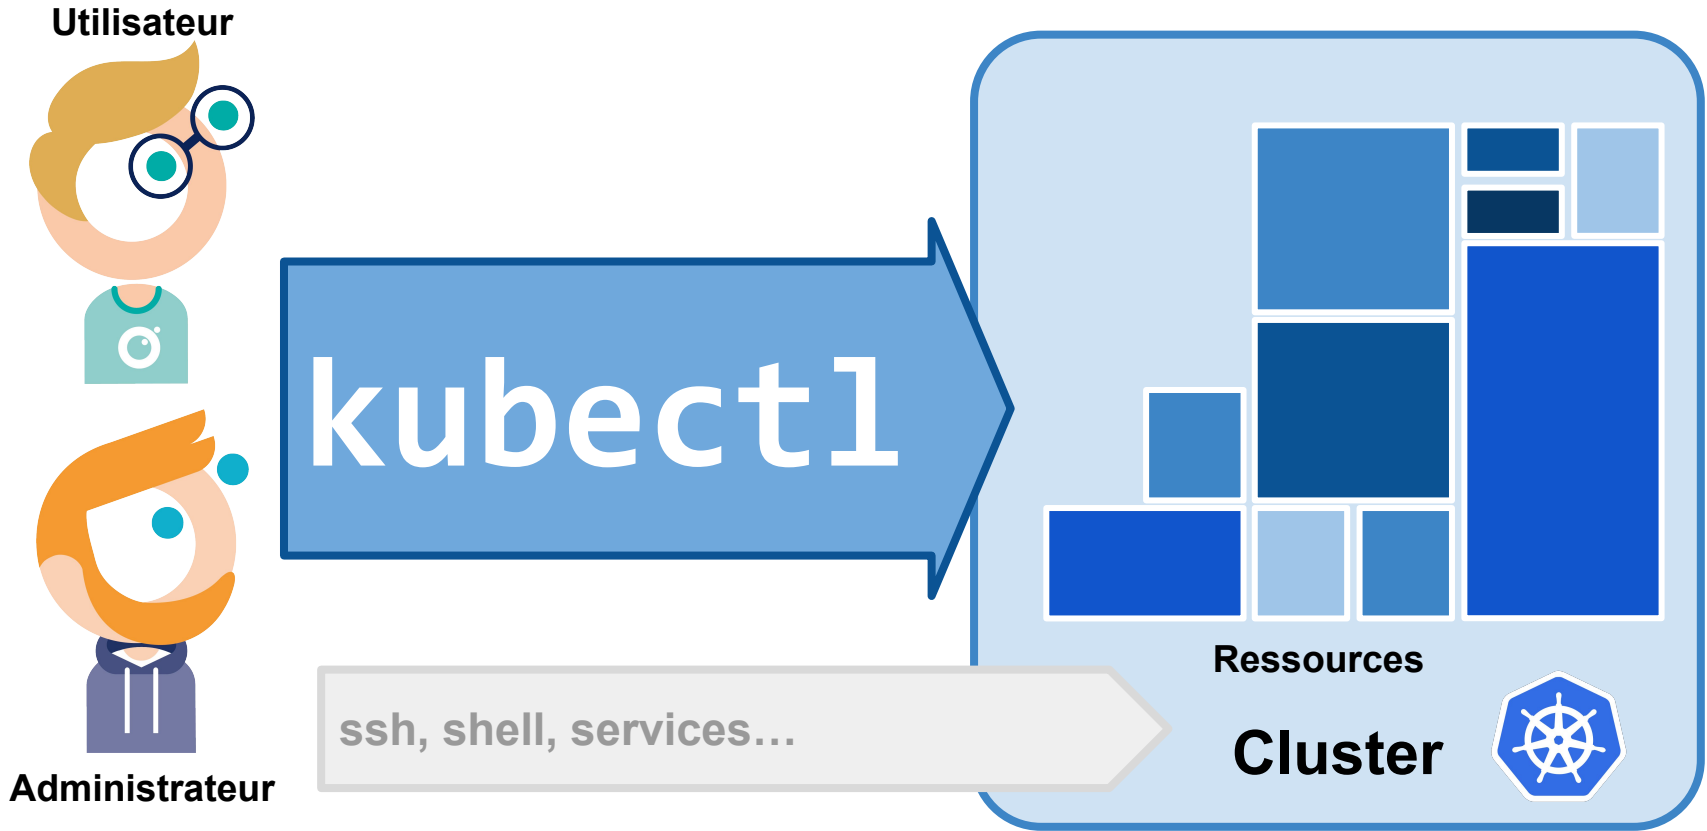 Utilisateur
kubectl
Ressources
ssh, shell, services…
Cluster
Administrateur